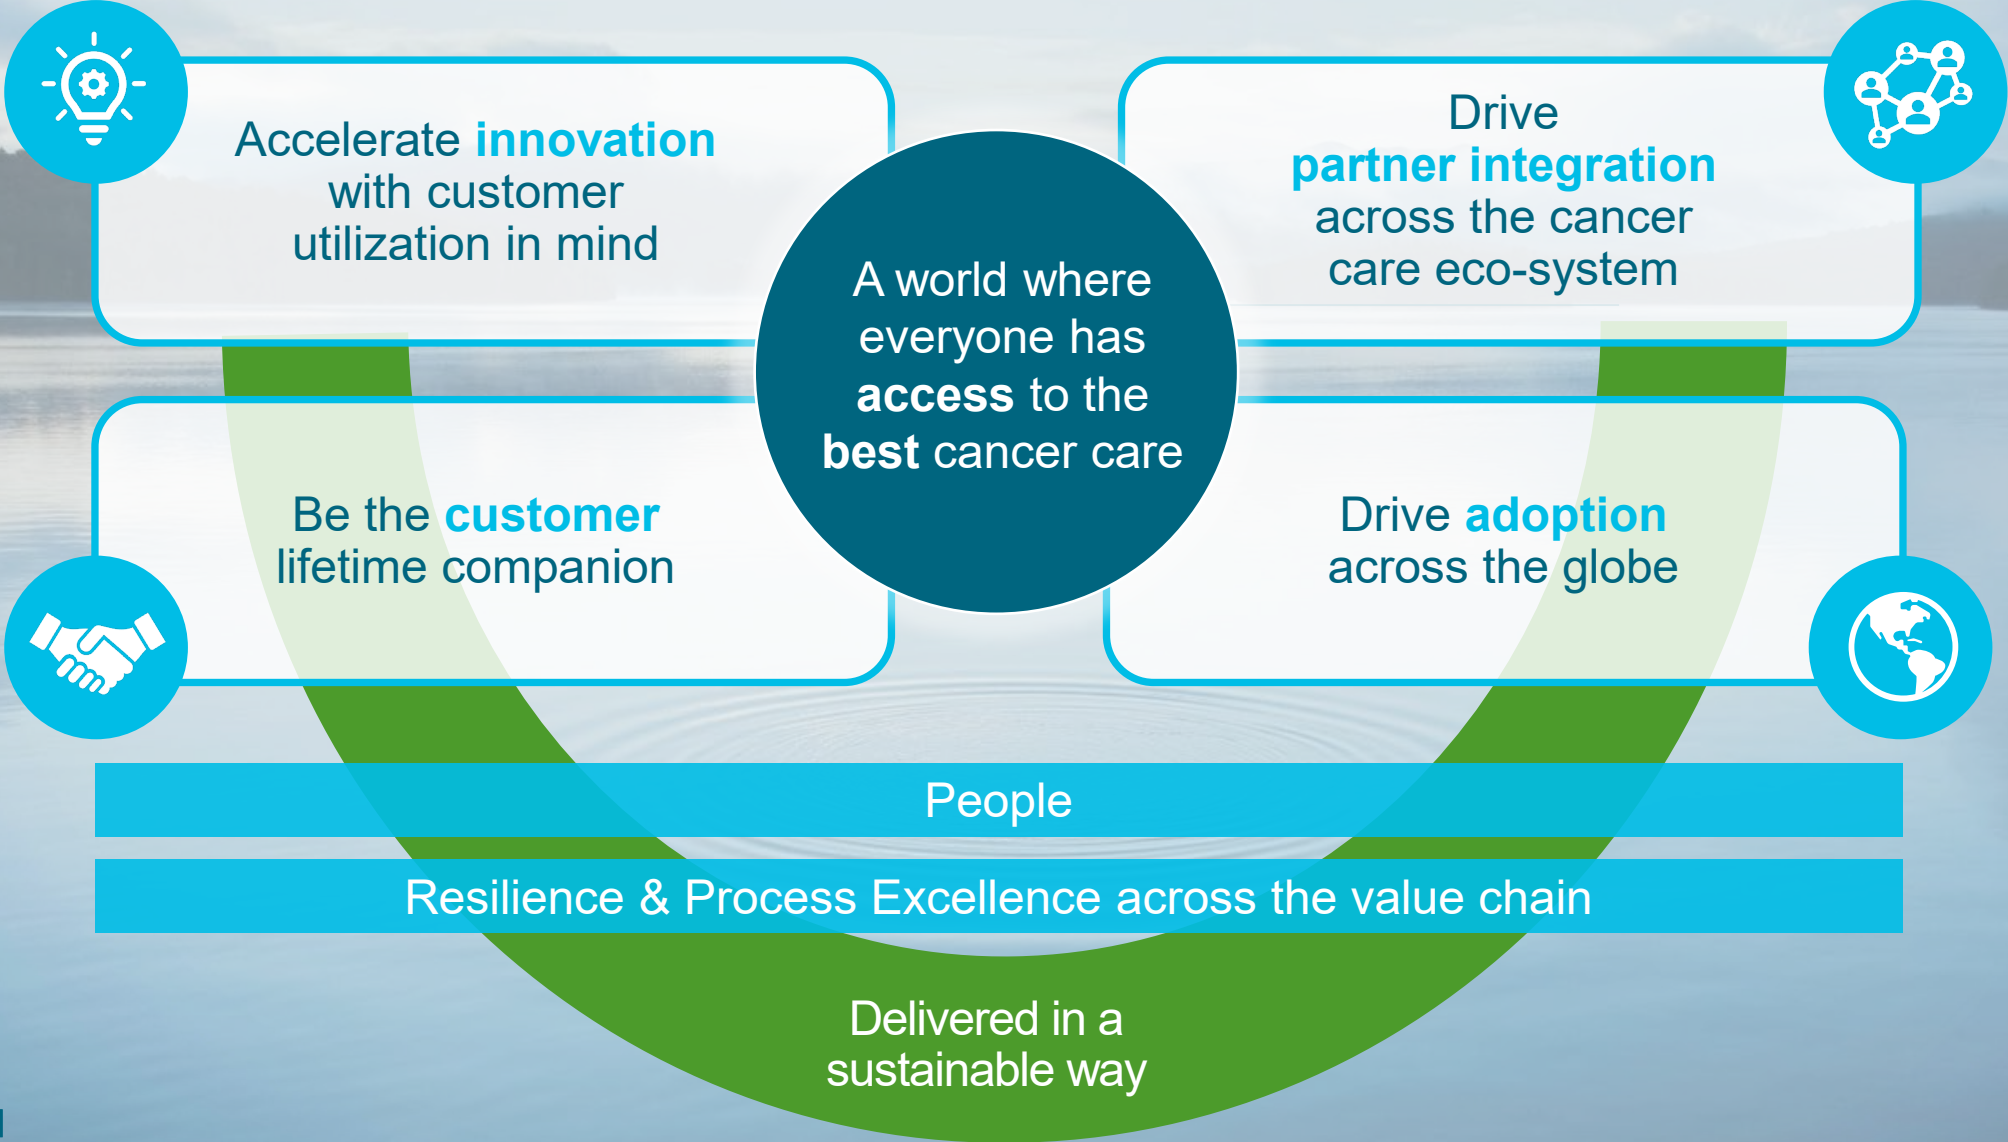 Accelerate innovation
with customer
utilization in mind
Drive
partner integration
across the cancer
care eco-system
A world where
everyone has
access to the
best cancer care
Be the customer
lifetime companion
Drive adoption
across the globe
People
Resilience & Process Excellence across the value chain
Delivered in a
sustainable way